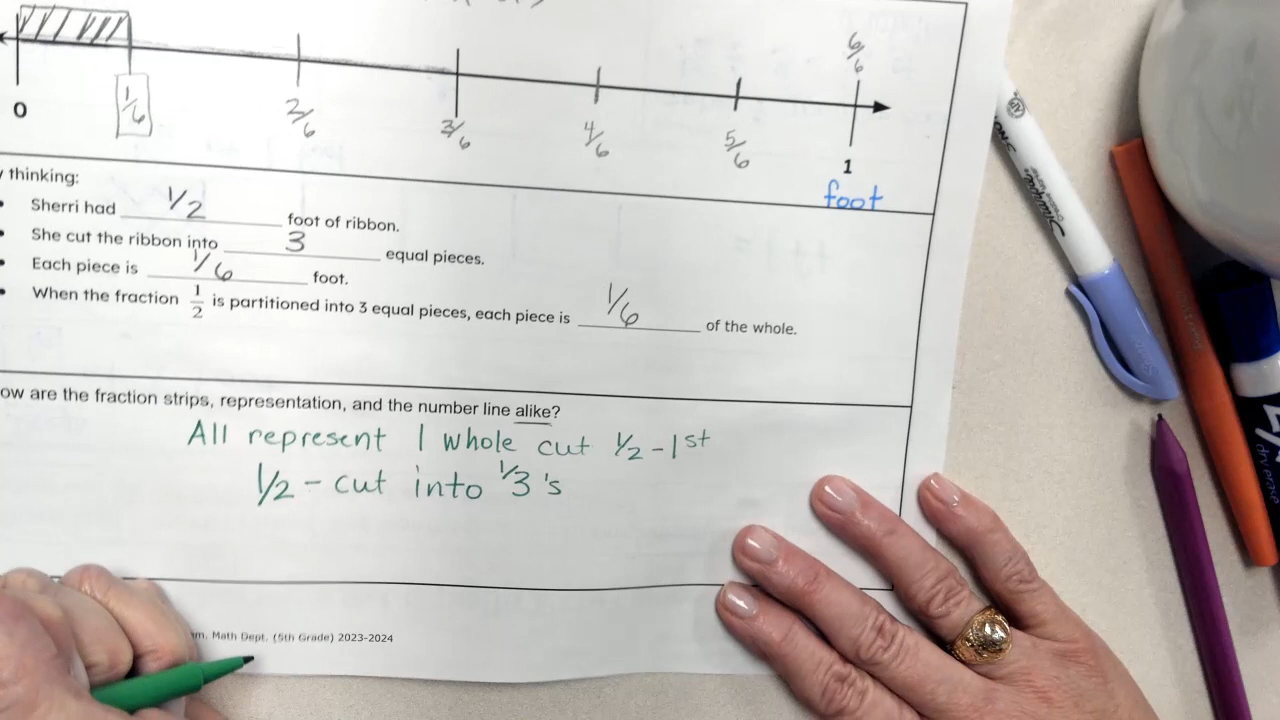 6/6
0 1/6 2/6 3/6 4/6 5/6 1
foot
thinking:
Sherri had 1/2 foot of ribbon.
She cut the ribbon into 3 equal pieces.
Each piece is 1/6 foot.
When the fraction 1/2 is partitioned into 3 equal pieces, each piece is 1/6 of the whole.
ow are the fraction strips, representation, and the number line alike?
All represent 1 whole cut 1/2 - 1st
1/2 - cut into 1/3's
m. Math Dept. (5th Grade) 2023-2024